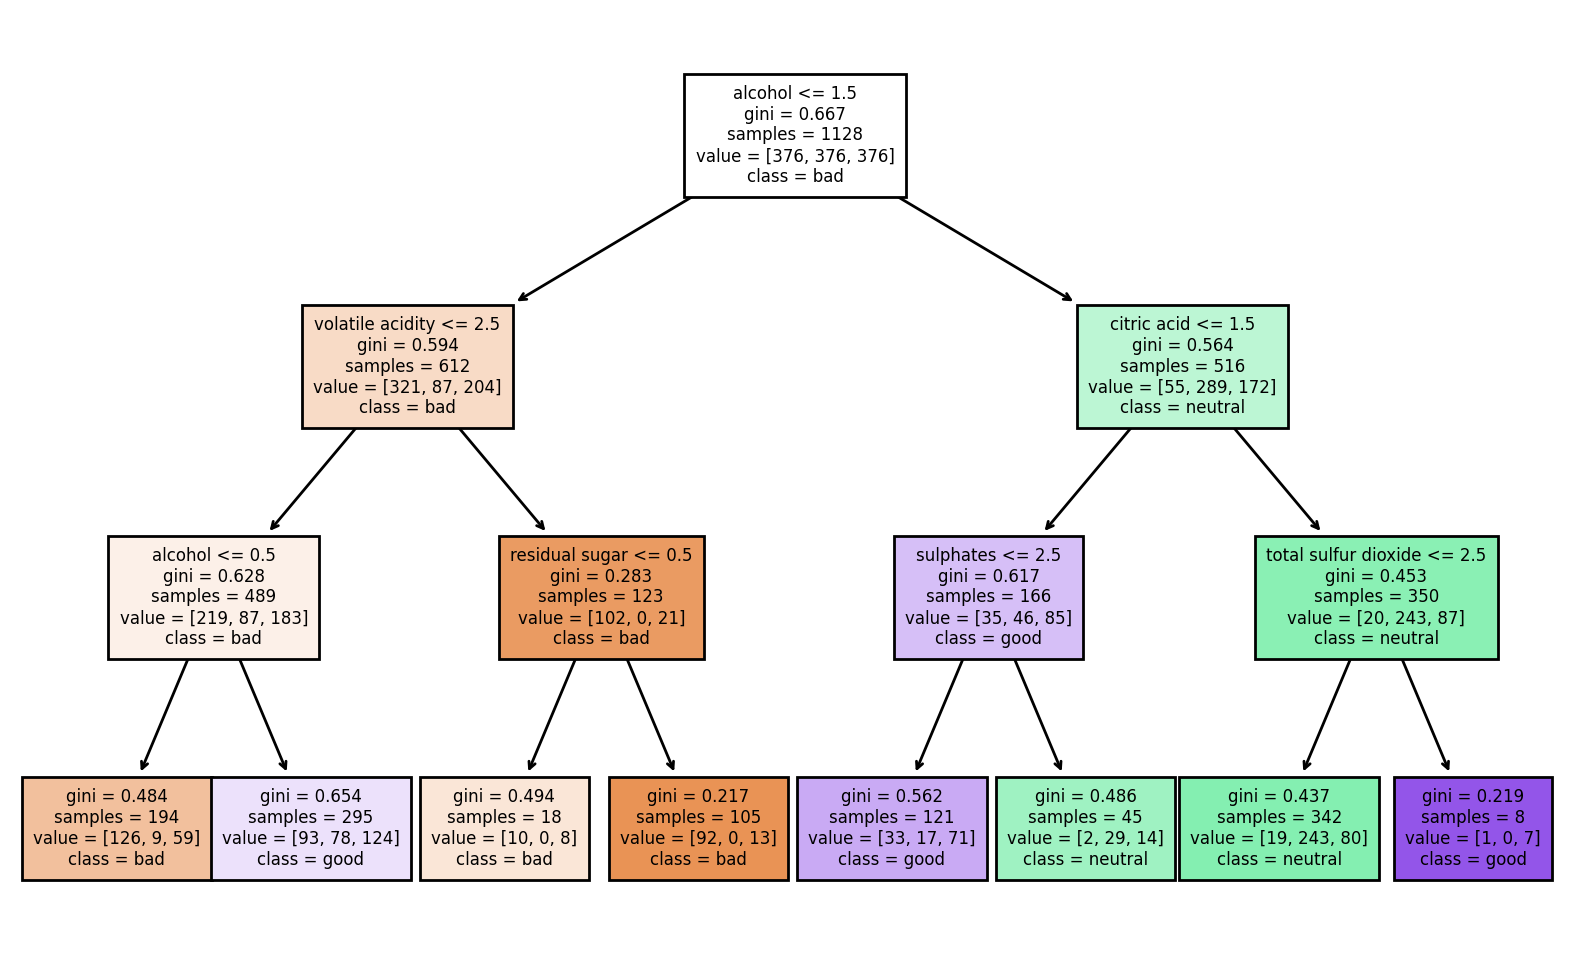 alcohol <= 1.5
gini = 0.667
samples = 1128
value = [376, 376, 376]
class = bad
volatile acidity <= 2.5
gini = 0.594
samples = 612
value = [321, 87, 204]
class = bad
citric acid <= 1.5
gini = 0.564
samples = 516
value = [55, 289, 172]
class = neutral
alcohol <= 0.5
gini = 0.628
samples = 489
value = [219, 87, 183]
class = bad
residual sugar <= 0.5
gini = 0.283
samples = 123
value = [102, 0, 21]
class = bad
sulphates <= 2.5
gini = 0.617
samples = 166
value = [35, 46, 85]
class = good
total sulfur dioxide <= 2.5
gini = 0.453
samples = 350
value = [20, 243, 87]
class = neutral
gini = 0.484
samples = 194
value = [126, 9, 59]
class = bad
gini = 0.654
samples = 295
value = [93, 78, 124]
class = good
gini = 0.494
samples = 18
value = [10, 0, 8]
class = bad
gini = 0.217
samples = 105
value = [92, 0, 13]
class = bad
gini = 0.562
samples = 121
value = [33, 17, 71]
class = good
gini = 0.486
samples = 45
value = [2, 29, 14]
class = neutral
gini = 0.437
samples = 342
value = [19, 243, 80]
class = neutral
gini = 0.219
samples = 8
value = [1, 0, 7]
class = good